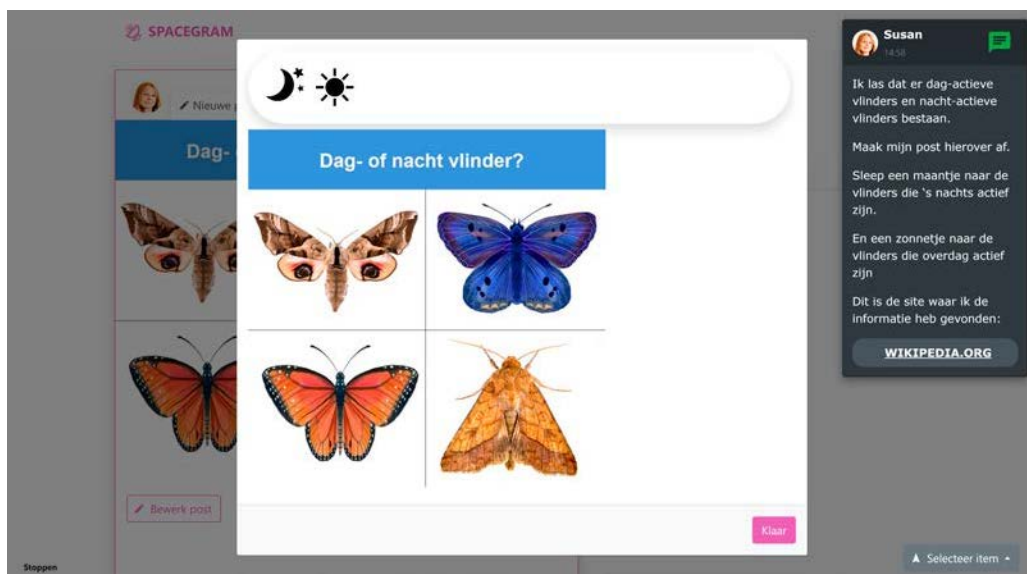 SPACEGRAM
Nieuwe
Dag-
Dag- of nacht vlinder?
Bewerk post
Klaar
Stoppen
Susan
14:58
Ik las dat er dag-actieve
vlinders en nacht-actieve
vlinders bestaan.
Maak mijn post hierover af.
Sleep een maantje naar de
vlinders die ‘s nachts actief
zijn.
En een zonnetje naar de
vlinders die overdag actief
zijn
Dit is de site waar ik de
informatie heb gevonden:
WIKIPEDIA.ORG
Selecteer item